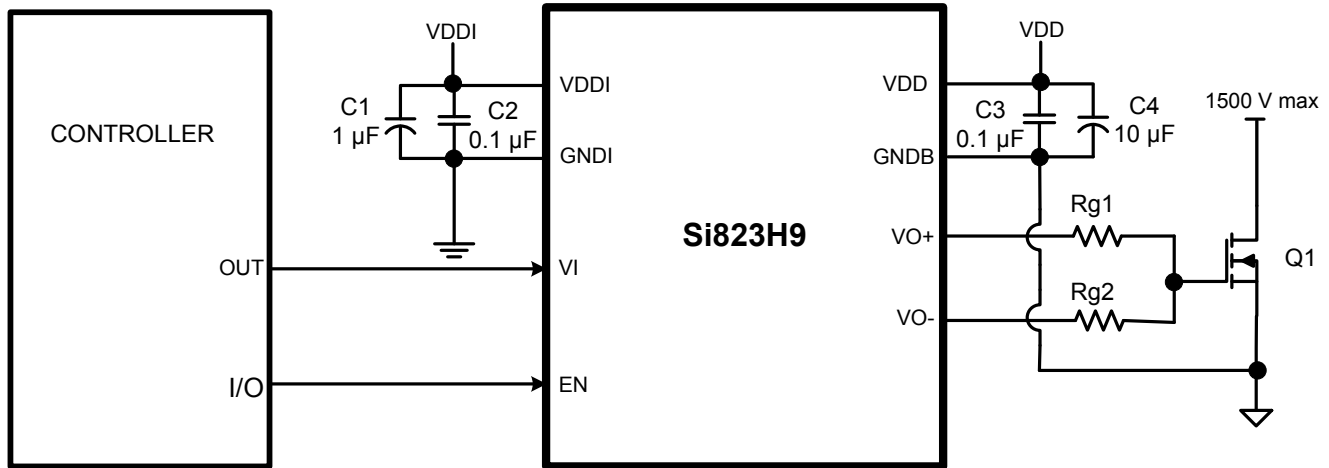 CONTROLLER
OUT
I/O
VDDI
C1
1 µF
C2
0.1 µF
VDDI
GNDI
VI
EN
Si823H9
VDD
GNDB
VO+
VO-
VDD
C3
0.1 µF
C4
10 µF
1500 V max
Rg1
Rg2
Q1